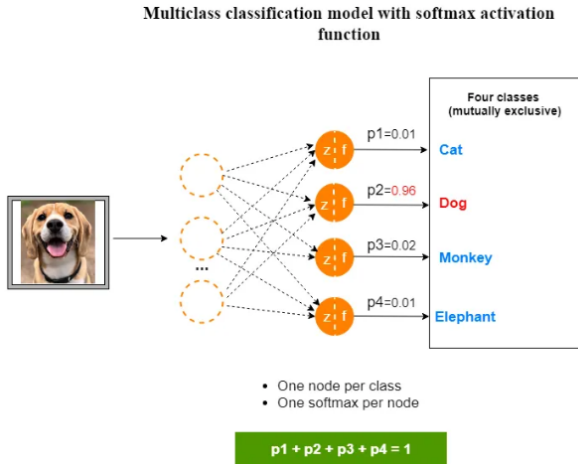 Multiclass classification model with softmax activation
function
Four classes
(mutually exclusive)
z f p1=0.01 Cat
z f p2=0.96 Dog
...
z f p3=0.02 Monkey
z f p4=0.01 Elephant
• One node per class
• One softmax per node
p1 + p2 + p3 + p4 = 1